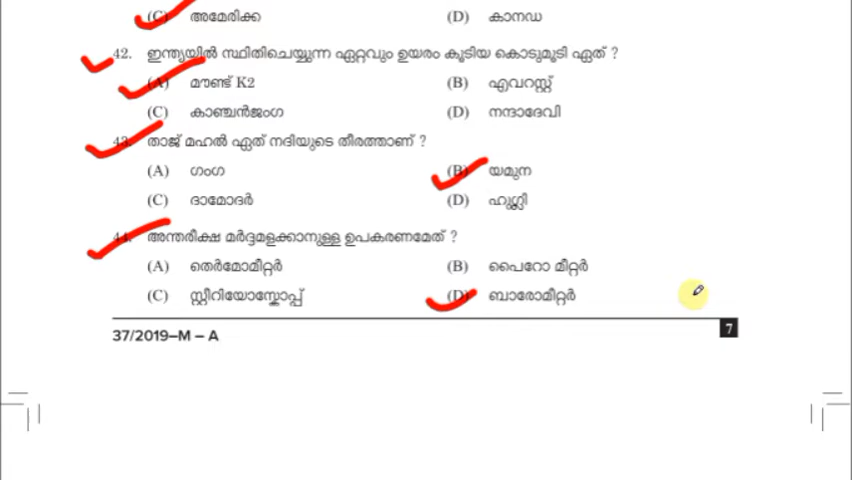 (C) അമേരിക്ക (D) കാനഡ
42. ഇന്ത്യയിൽ സ്ഥിതിചെയ്യുന്ന ഏറ്റവും ഉയരം കൂടിയ കൊടുമുടി ഏത് ?
(A) മൗണ്ട് K2 (B) എവറസ്റ്റ്
(C) കാഞ്ചൻജംഗ (D) നന്ദാദേവി
43. താജ് മഹൽ ഏത് നദിയുടെ തീരത്താണ് ?
(A) ഗംഗ (B) യമുന
(C) ദാമോദർ (D) ഹൂഗ്ലി
44. അന്തരീക്ഷ മർദ്ദമളക്കാനുള്ള ഉപകരണമേത് ?
(A) തെർമോമീറ്റർ (B) പൈറോ മീറ്റർ
(C) സ്റ്റീറിയോസ്കോപ്പ് (D) ബാരോമീറ്റർ
37/2019–M – A 7